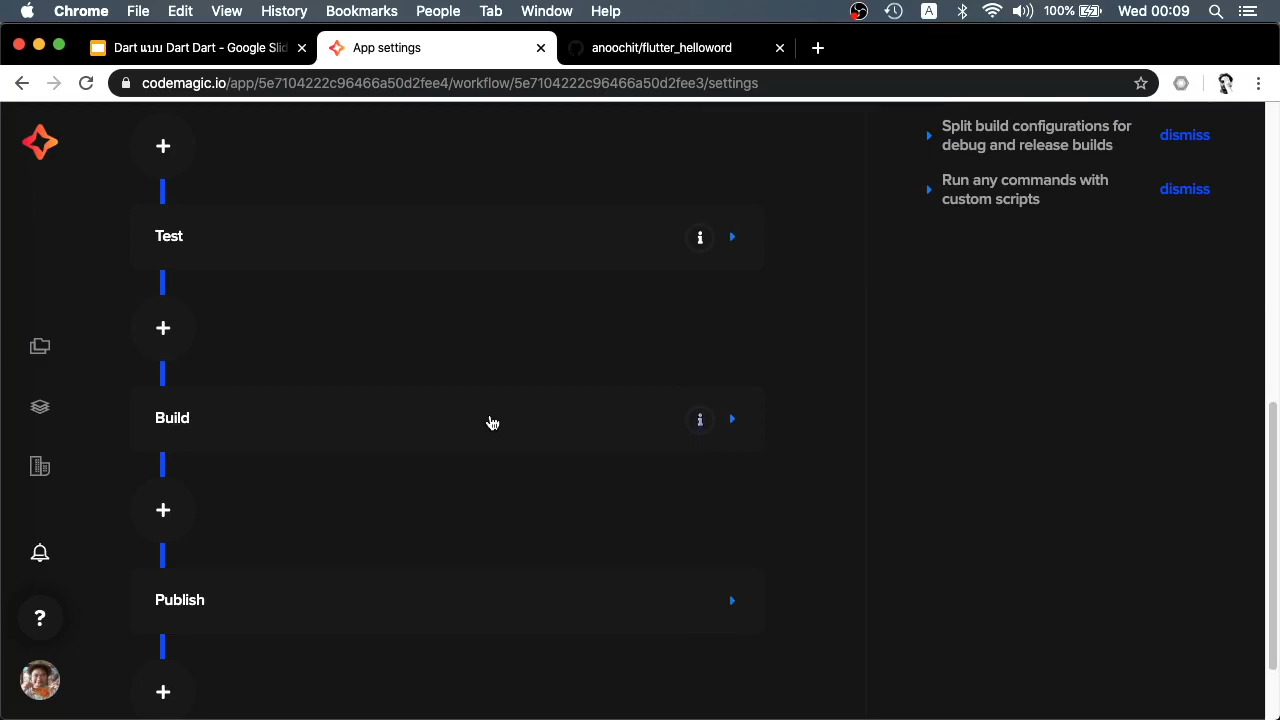 Chrome File Edit View History Bookmarks People Tab Window Help A 100% Wed 00:09
Dart แบบ Dart Dart - Google Slid App settings anoochit/flutter_helloword
codemagic.io/app/5e7104222c96466a50d2fee4/workflow/5e7104222c96466a50d2fee3/settings
Split build configurations for
debug and release builds
dismiss
Run any commands with
custom scripts
dismiss
Test
Build
Publish